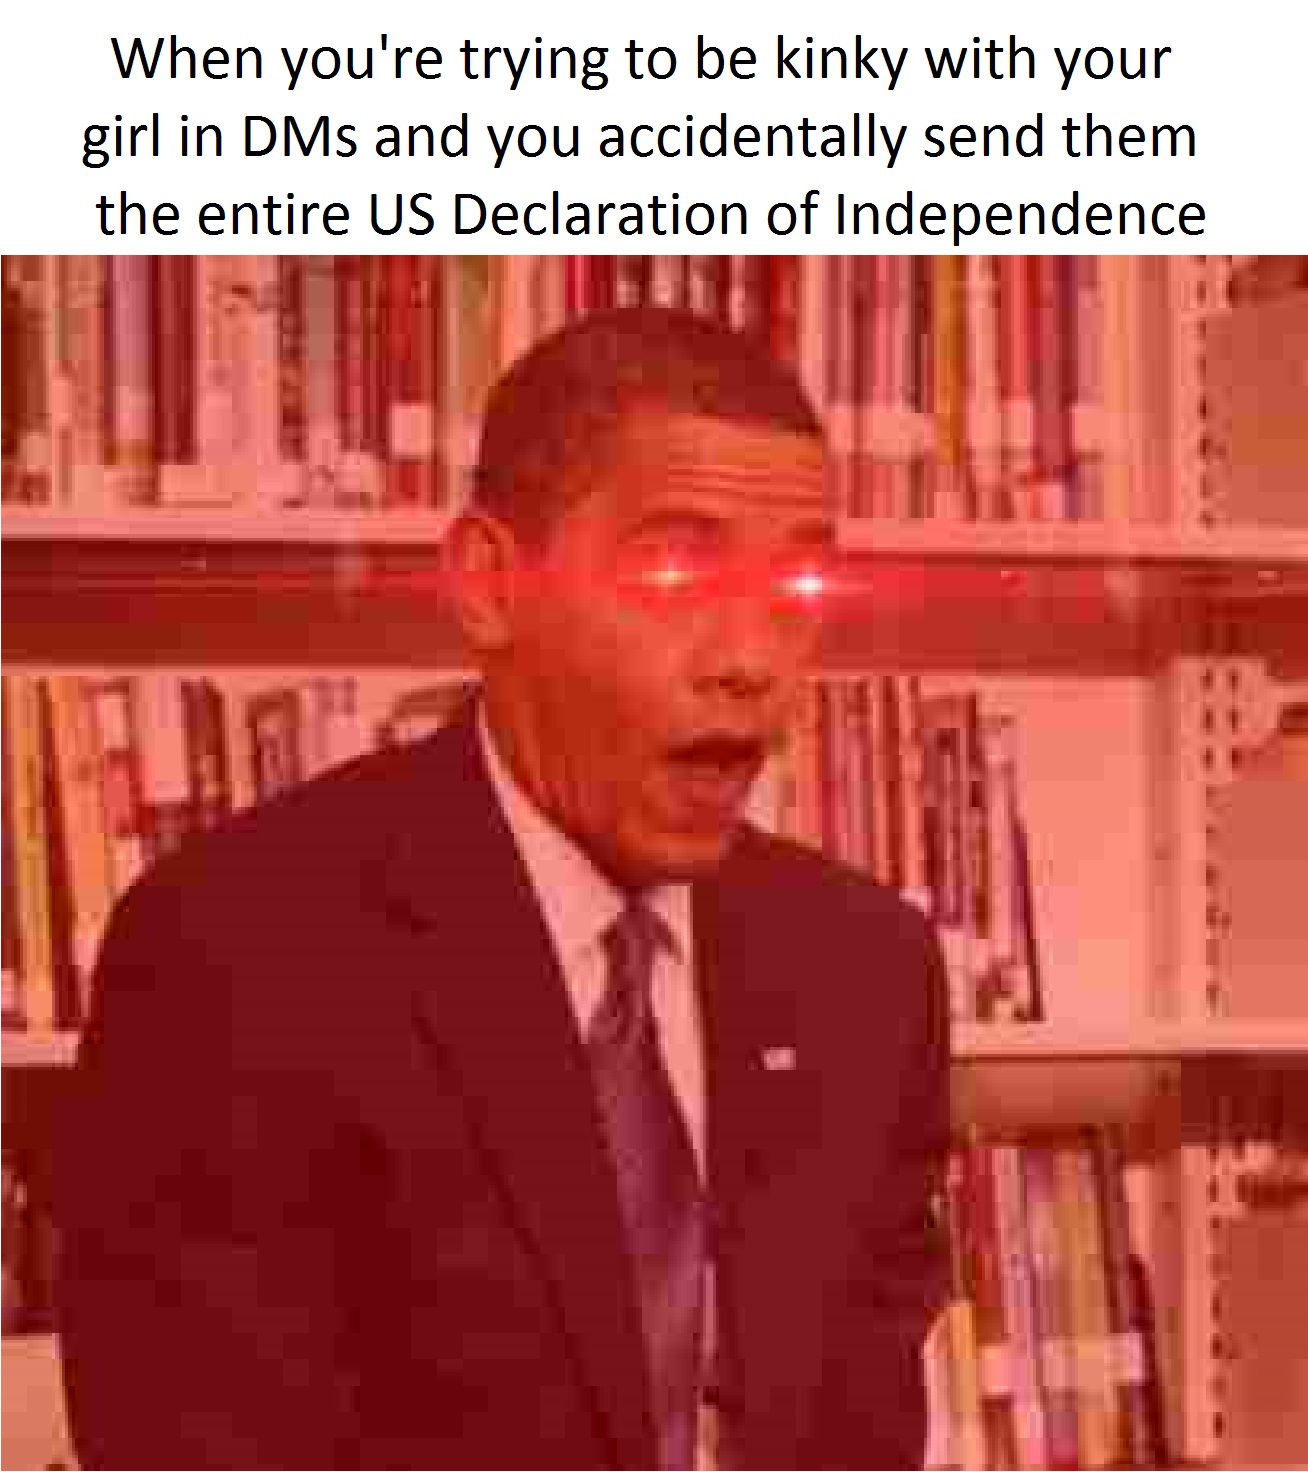 When you're trying to be kinky with your
girl in DMs and you accidentally send them
the entire US Declaration of Independence